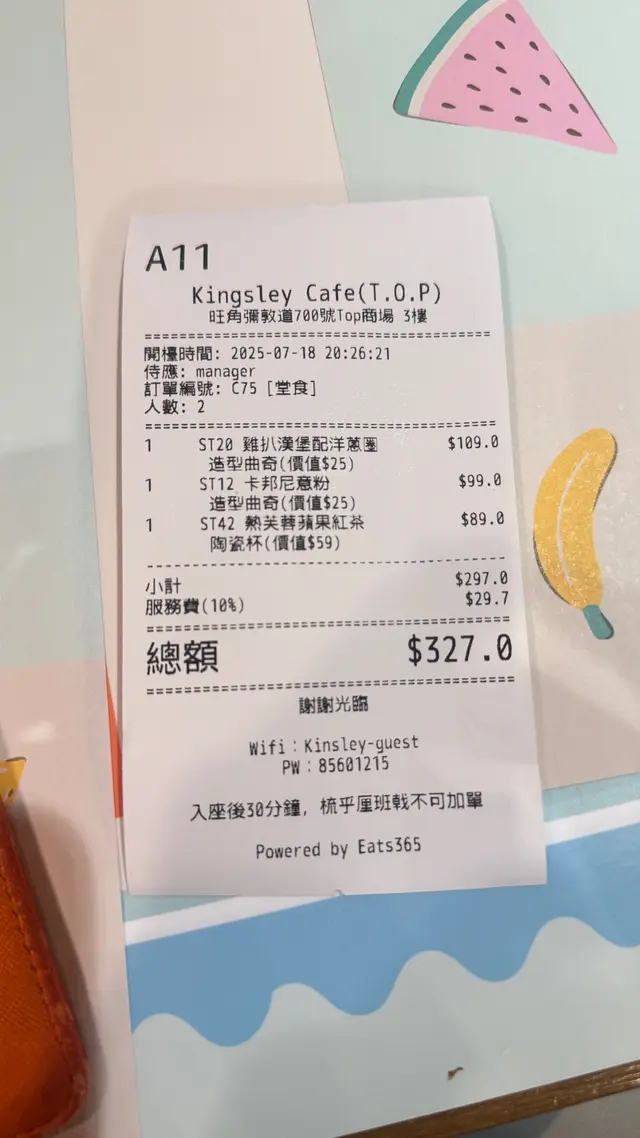 A11
Kingsley Cafe(T.O.P)
旺角彌敦道700號Top商場 3樓
開檯時間: 2025-07-18 20:26:21
侍應: manager
訂單編號: C75 [堂食]
人數: 2
1 ST20 雞扒漢堡配洋蔥圈 $109.0
造型曲奇(價值$25)
1 ST12 卡邦尼意粉 $99.0
造型曲奇(價值$25)
1 ST42 熱芙蓉蘋果紅茶 $89.0
陶瓷杯(價值$59)
小計 $297.0
服務費(10%) $29.7
總額 $327.0
謝謝光臨
Wifi：Kinsley-guest
PW：85601215
入座後30分鐘, 梳乎厘班戟不可加單
Powered by Eats365